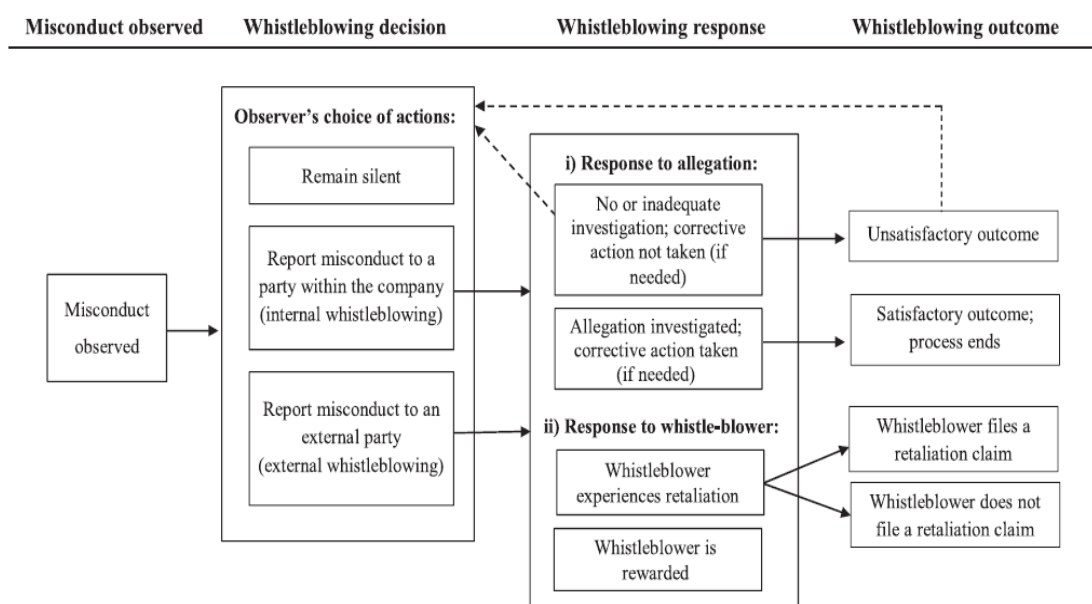 Misconduct observed
Whistleblowing decision
Whistleblowing response
Whistleblowing outcome
Misconduct
observed
Observer's choice of actions:
Remain silent
Report misconduct to a
party within the company
(internal whistleblowing)
Report misconduct to an
external party
(external whistleblowing)
i) Response to allegation:
No or inadequate
investigation; corrective
action not taken (if
needed)
Allegation investigated;
corrective action taken
(if needed)
ii) Response to whistle-blower:
Whistleblower
experiences retaliation
Whistleblower is
rewarded
Unsatisfactory outcome
Satisfactory outcome;
process ends
Whistleblower files a
retaliation claim
Whistleblower does not
file a retaliation claim